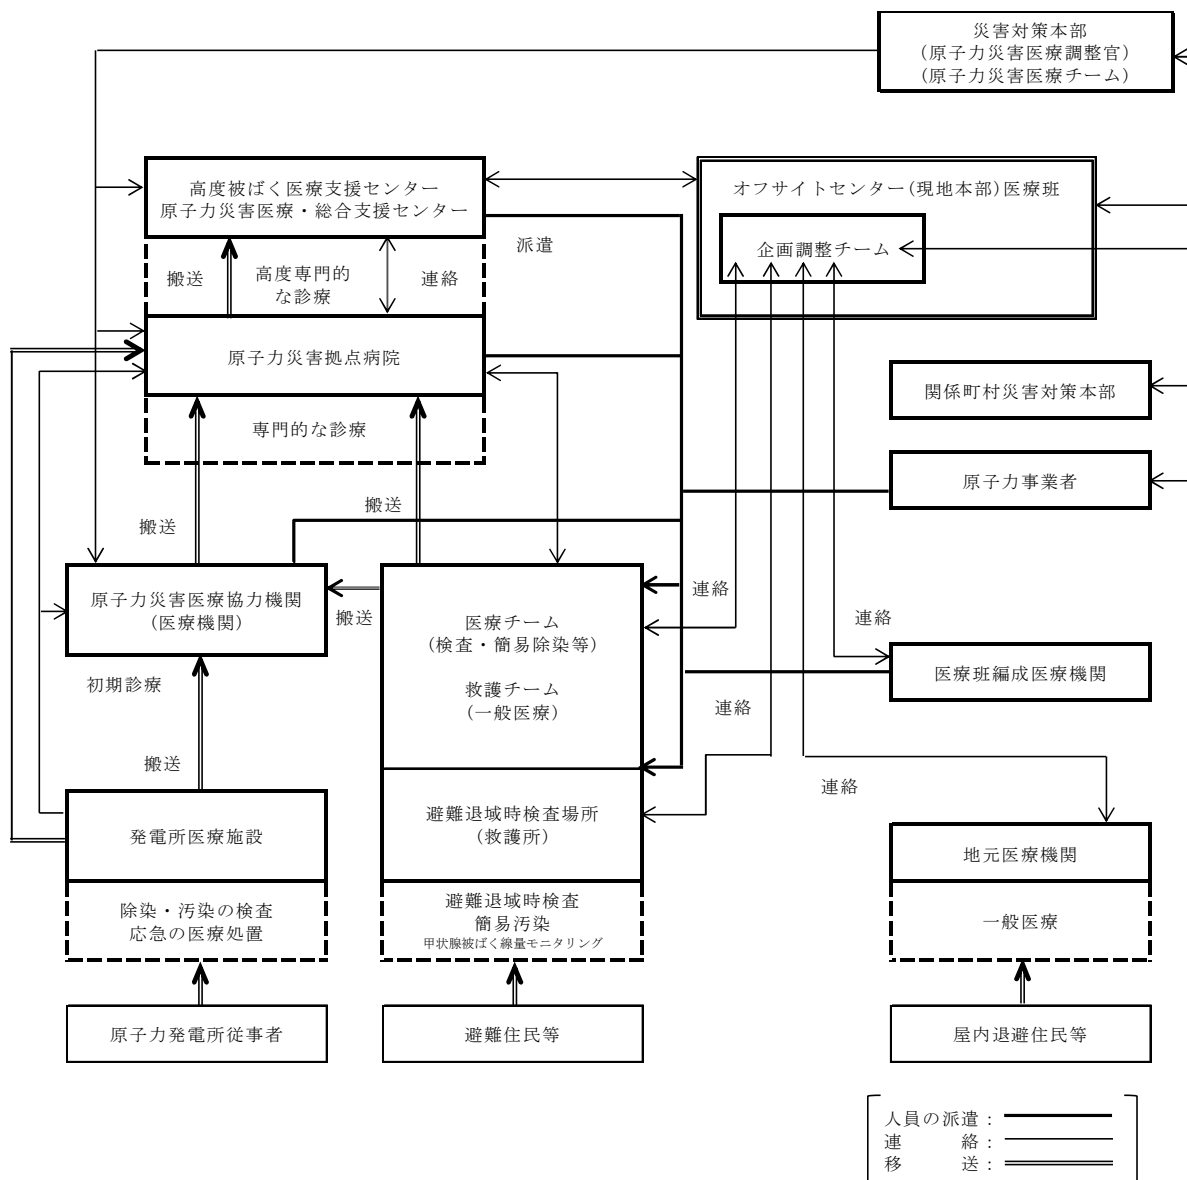 災害対策本部
(原子力災害医療調整官)
(原子力災害医療チーム)
高度被ばく医療支援センター
原子力災害医療・総合支援センター
オフサイトセンター(現地本部)医療班
企画調整チーム
派遣
搬送
高度専門的
な診療
連絡
原子力災害拠点病院
関係町村災害対策本部
専門的な診療
原子力事業者
搬送
搬送
原子力災害医療協力機関
(医療機関)
搬送
医療チーム
(検査・簡易除染等)
救護チーム
(一般医療)
連絡
連絡
医療班編成医療機関
初期診療
連絡
搬送
連絡
発電所医療施設
避難退域時検査場所
(救護所)
地元医療機関
除染・汚染の検査
応急の医療処置
避難退域時検査
簡易汚染
甲状腺被ばく線量モニタリング
一般医療
原子力発電所従事者
避難住民等
屋内退避住民等
人員の派遣:
連 絡:
移 送: